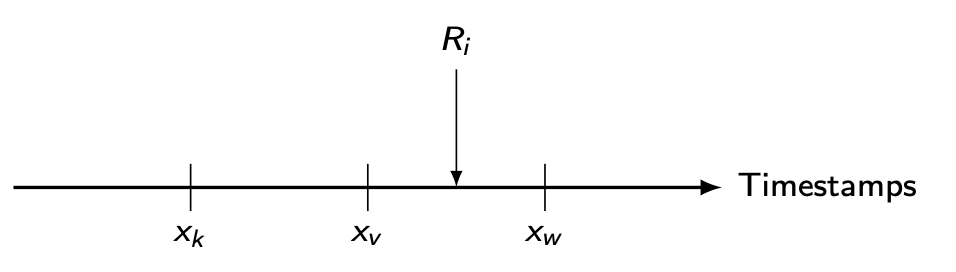 R_i
Timestamps
x_k x_v x_w